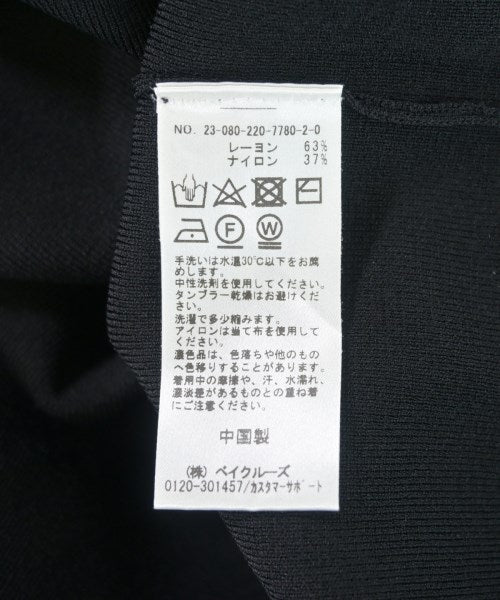 NO. 23-080-220-7780-2-0
レーヨン 63%
ナイロン 37%
F W
手洗いは水温30℃以下をお薦
めします。
中性洗剤を使用してください。
タンブラー乾燥はお避けくだ
さい。
洗濯で多少縮みます。
アイロンは当て布を使用して
ください。
濃色品は、色落ちや他のもの
へ色移りすることがあります。
着用中の摩擦や、汗、水濡れ、
濃淡差があるものとの重ね着
にご注意ください。
中国製
(株) ベイクルーズ
0120-301457/カスタマーサポート